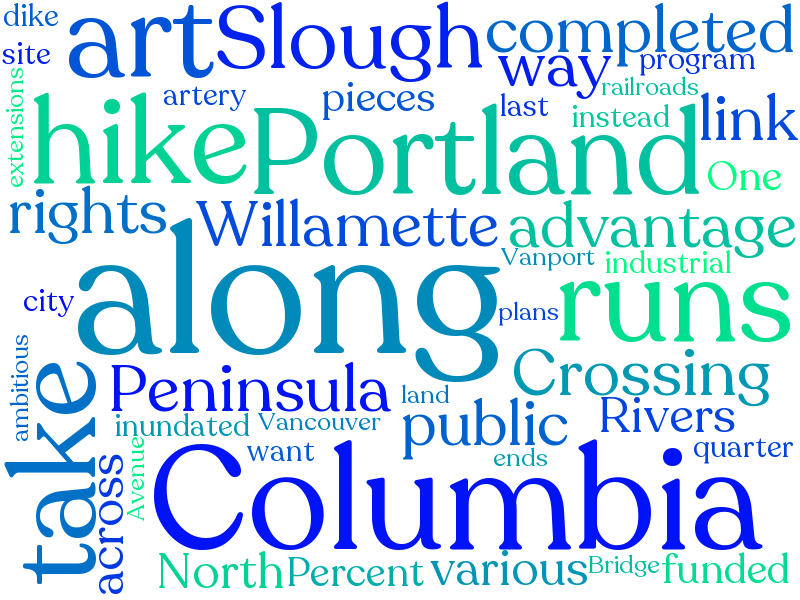 dike
art
Slough
completed
site
way
program
railroads
extensions
artery
pieces
last
instead
link
hike
Portland
One
rights
Willamette
advantage
along
Vanport
industrial
city
plans
runs
ambitious
take
Peninsula
land
Crossing
inundated
Vancouver
public
Rivers
Avenue
want
ends
quarter
across
Columbia
North
Percent
various
Bridge
funded